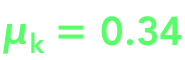 μₖ = 0.34